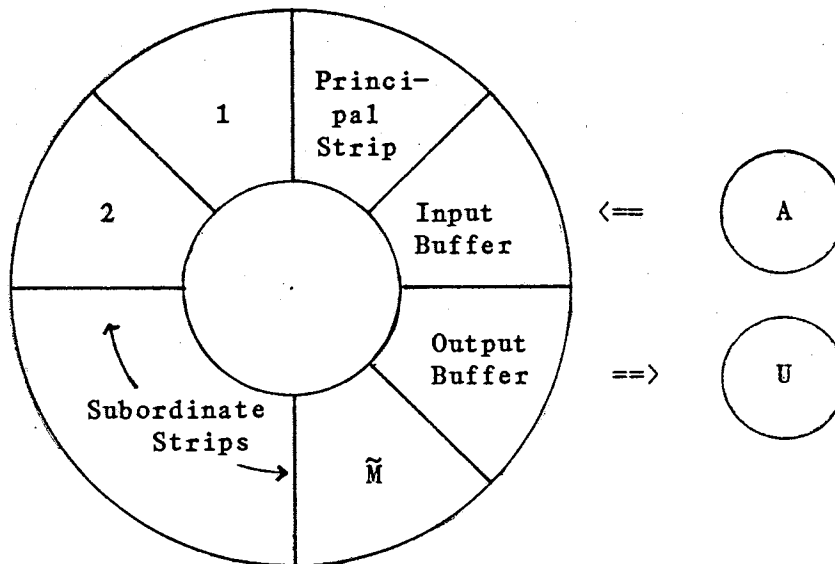 Princi-
pal
Strip
1
2
Input
Buffer
<==
A
Output
Buffer
==>
U
Subordinate
Strips
M̃